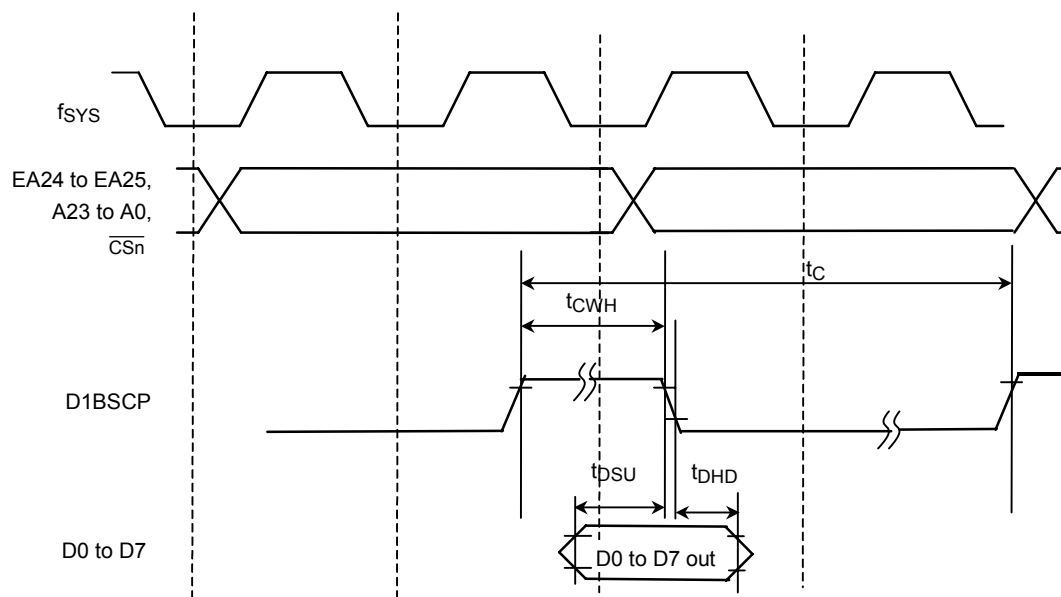 fSYS
EA24 to EA25,
A23 to A0,
CSn
tC
tCWH
D1BSCP
tDSU
tDHD
D0 to D7
D0 to D7 out